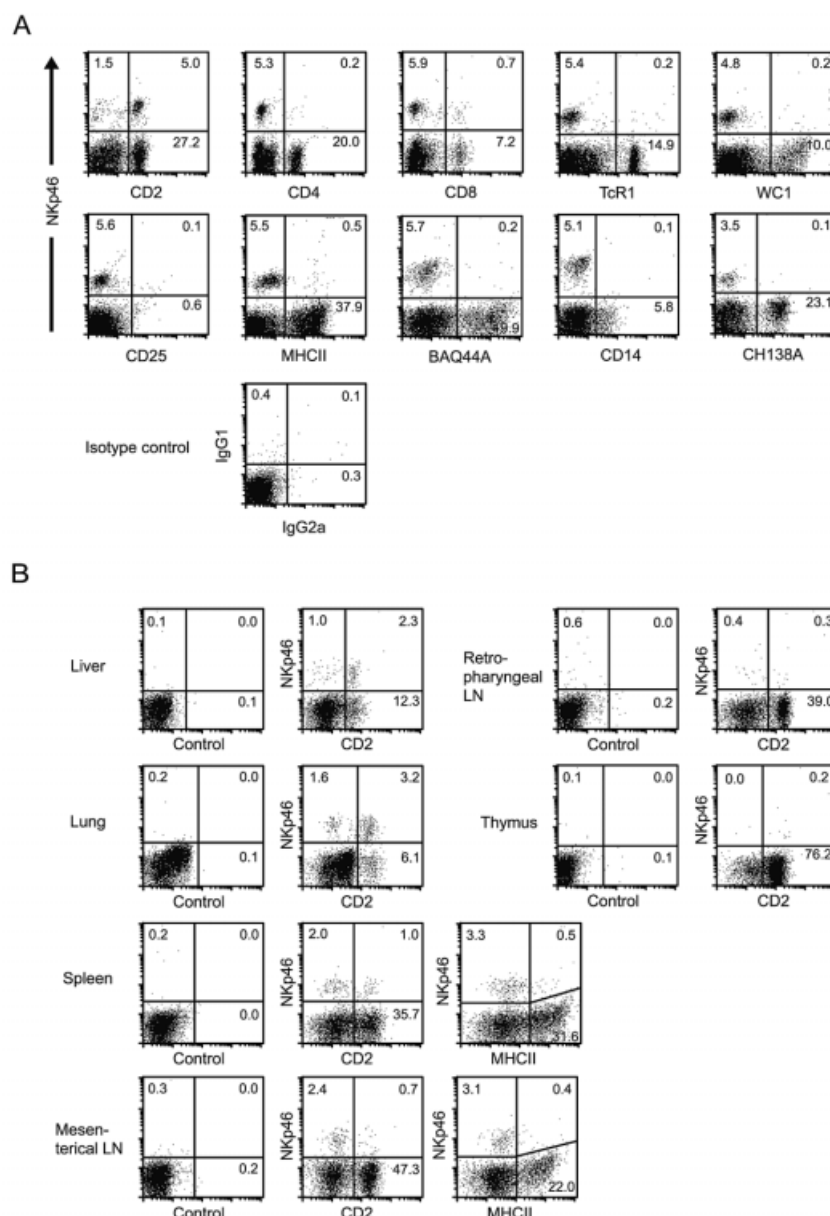 A
NKp46
1.5 5.0
27.2
CD2
5.3 0.2
20.0
CD4
5.9 0.7
7.2
CD8
5.4 0.2
14.9
TcR1
4.8 0.2
10.0
WC1
5.6 0.1
0.6
CD25
5.5 0.5
37.9
MHCII
5.7 0.2
BAQ44A
5.1 0.1
5.8
CD14
3.5 0.1
23.1
CH138A
Isotype control
IgG1
0.4 0.1
0.3
IgG2a
B
Liver
0.1 0.0
0.1
Control
NKp46
1.0 2.3
12.3
CD2
Retro-
pharyngeal
LN
0.6 0.0
0.2
Control
NKp46
0.4 0.3
39.0
CD2
Lung
0.2 0.0
0.1
Control
1.6 3.2
6.1
CD2
Thymus
0.1 0.0
0.1
Control
NKp46
0.0 0.2
76.2
CD2
Spleen
0.2 0.0
0.0
Control
NKp46
2.0 1.0
35.7
CD2
NKp46
3.3 0.5
31.6
MHCII
Mesen-
terical LN
0.3 0.0
0.2
Control
NKp46
2.4 0.7
47.3
CD2
NKp46
3.1 0.4
22.0
MHCII